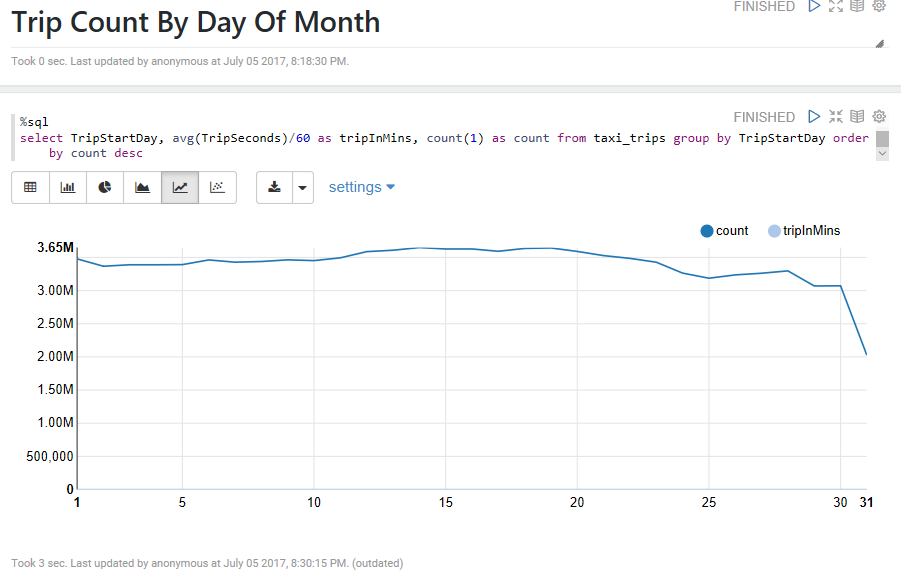 FINISHED
Trip Count By Day Of Month
Took 0 sec. Last updated by anonymous at July 05 2017, 8:18:30 PM.
FINISHED
%sql
select TripStartDay, avg(TripSeconds)/60 as tripInMins, count(1) as count from taxi_trips group by TripStartDay order
by count desc
settings
count tripInMins
3.65M
3.00M
2.50M
2.00M
1.50M
1.00M
500,000
0
1 5 10 15 20 25 30 31
Took 3 sec. Last updated by anonymous at July 05 2017, 8:30:15 PM. (outdated)